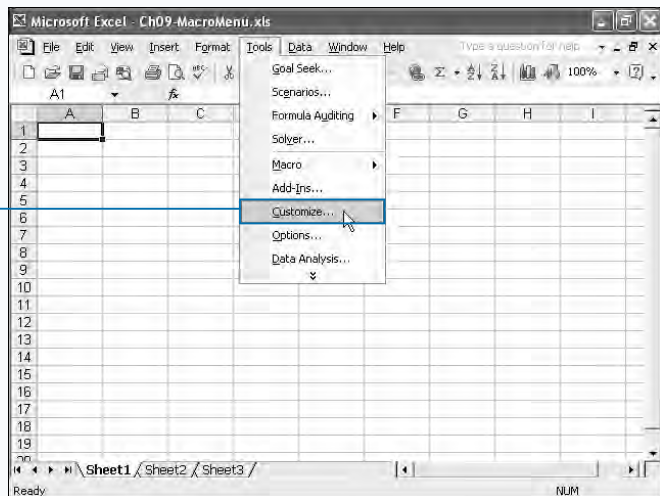 Microsoft Excel - Ch09-MacroMenu.xls
File Edit View Insert Format Tools Data Window Help Type a question for help
100%
A1 fx
A B C F G H I
Goal Seek...
Scenarios...
Formula Auditing
Solver...
Macro
Add-Ins...
Customize...
Options...
Data Analysis...
1
2
3
4
5
6
7
8
9
10
11
12
13
14
15
16
17
18
19
Sheet1 Sheet2 Sheet3
Ready NUM